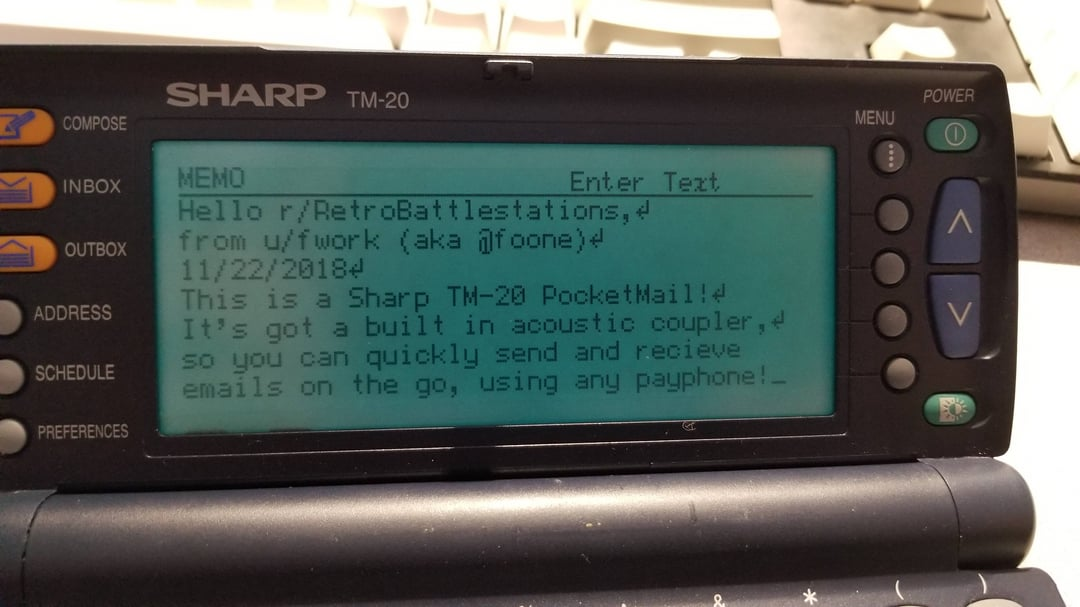 SHARP TM-20
POWER
MENU
COMPOSE
INBOX
OUTBOX
ADDRESS
SCHEDULE
PREFERENCES
MEMO Enter Text
Hello r/RetroBattlestations,↲
from u/fwork (aka @foone)↲
11/22/2018↲
This is a Sharp TM-20 PocketMail!↲
It's got a built in acoustic coupler,↲
so you can quickly send and recieve
emails on the go, using any payphone!_
& * ( )